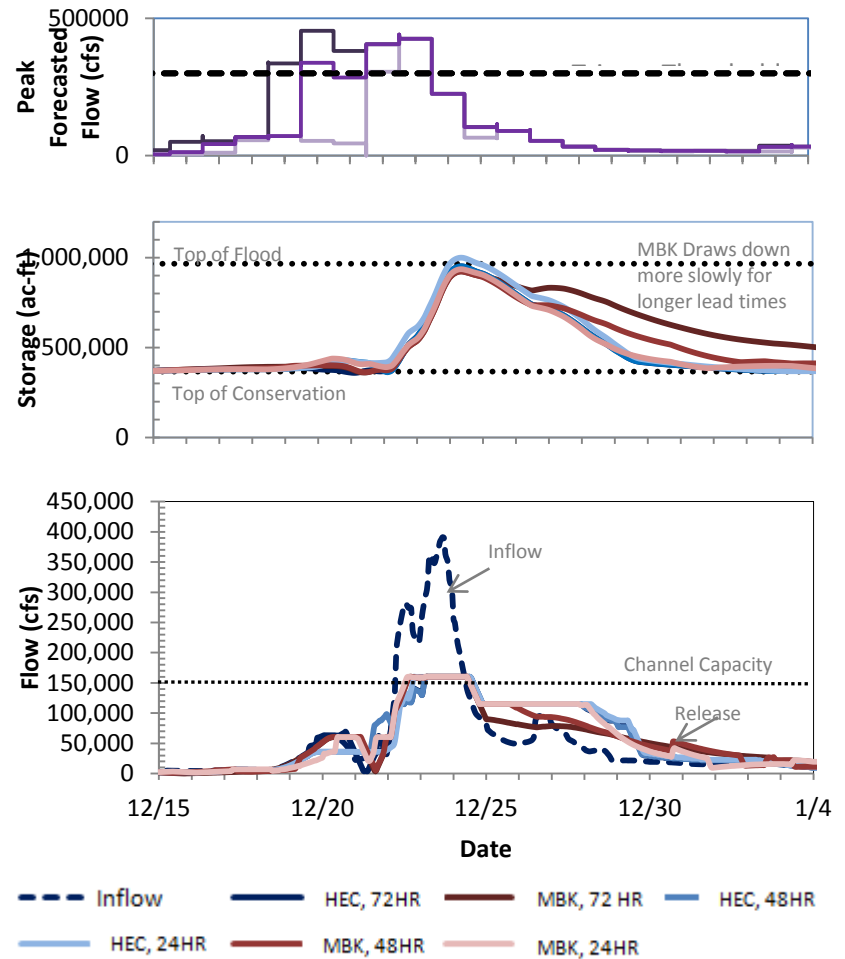 500000
Peak
Forecasted
Flow (cfs)
0
Storage (ac-ft)
000,000
500,000
0
Top of Flood
MBK Draws down
more slowly for
longer lead times
Top of Conservation
Flow (cfs)
450,000
400,000
350,000
300,000
250,000
200,000
150,000
100,000
50,000
0
Inflow
Channel Capacity
Release
12/15
12/20
12/25
12/30
1/4
Date
Inflow
HEC, 72HR
MBK, 72 HR
HEC, 48HR
HEC, 24HR
MBK, 48HR
MBK, 24HR